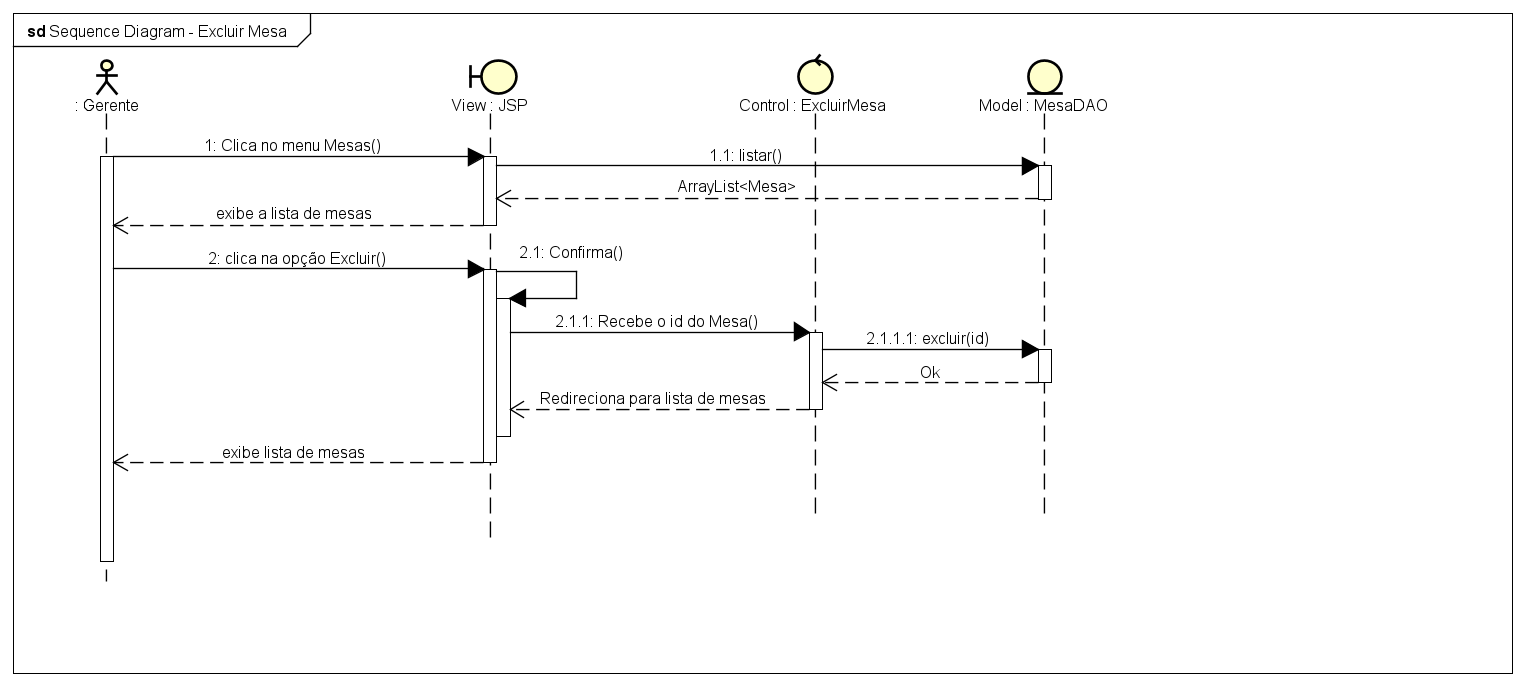 sd Sequence Diagram - Excluir Mesa
: Gerente
View : JSP
Control : ExcluirMesa
Model : MesaDAO
1: Clica no menu Mesas()
1.1: listar()
ArrayList<Mesa>
exibe a lista de mesas
2.1: Confirma()
2: clica na opção Excluir()
2.1.1: Recebe o id do Mesa()
2.1.1.1: excluir(id)
Ok
Redireciona para lista de mesas
exibe lista de mesas